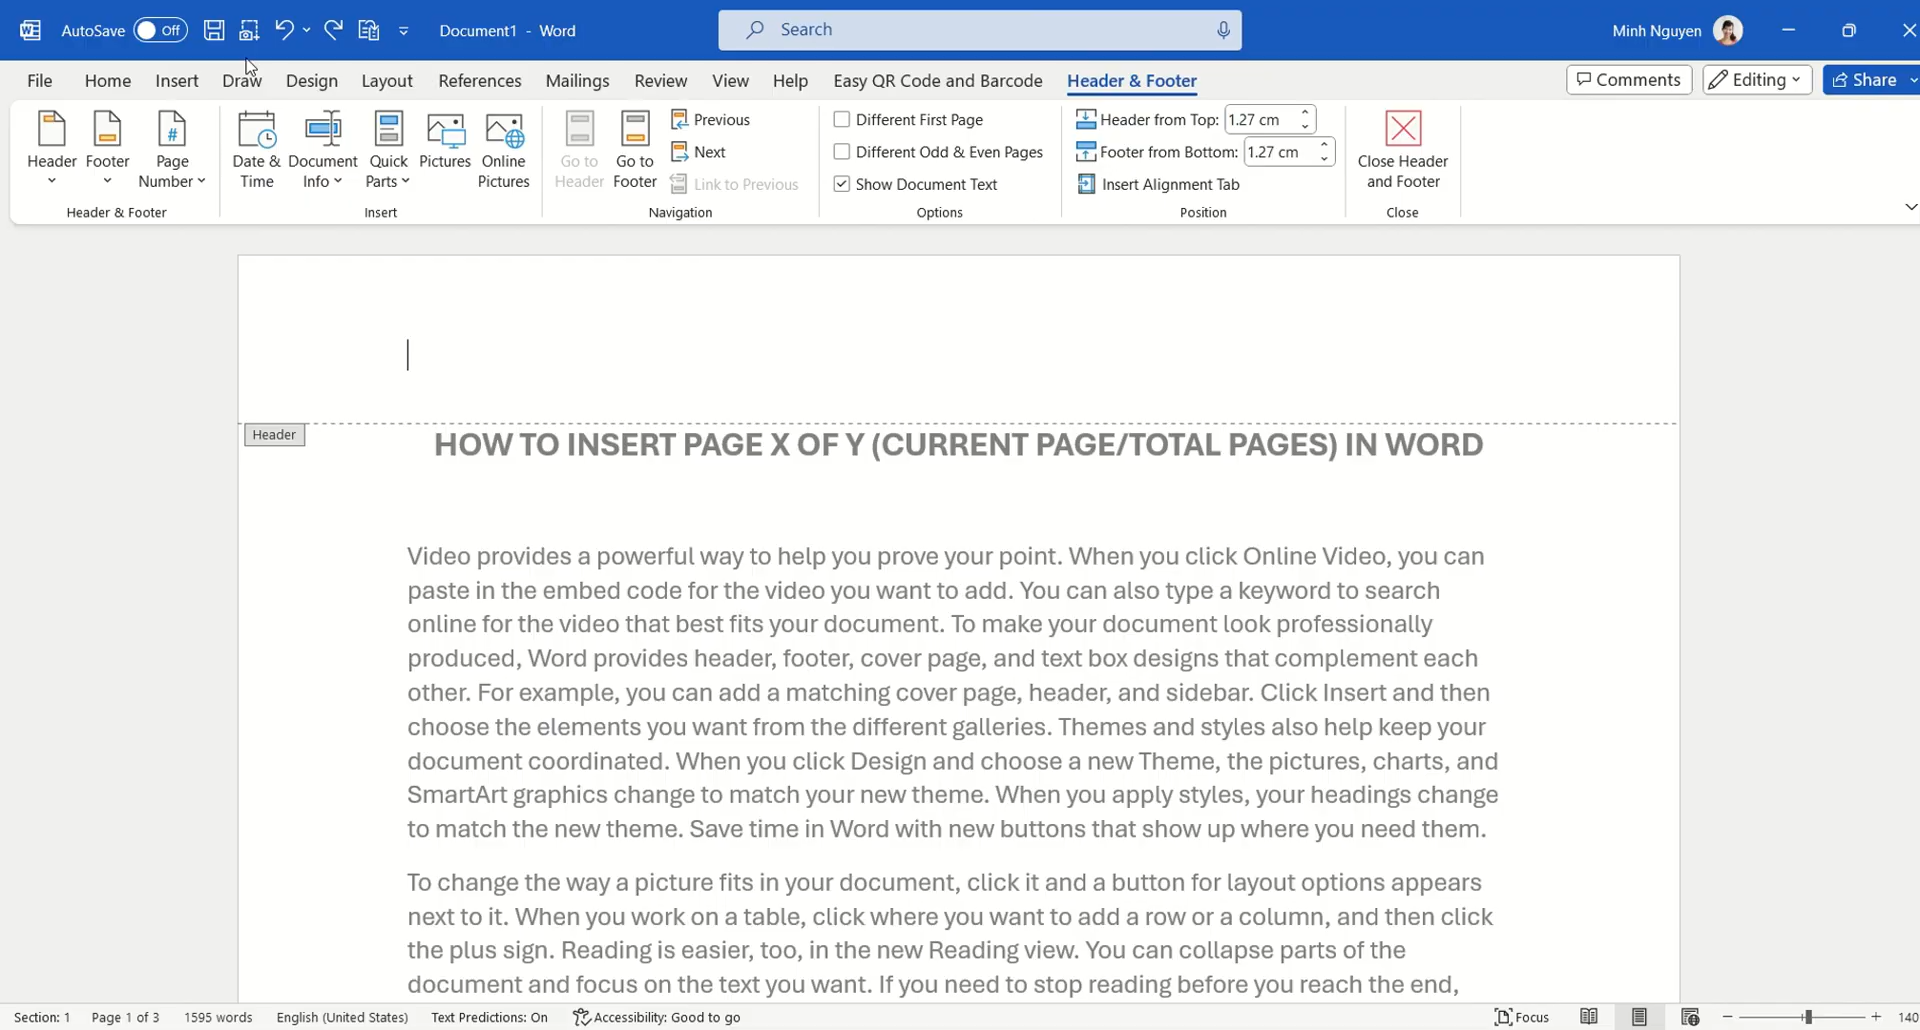 AutoSave Off Document1 - Word Search Minh Nguyen
File Home Insert Draw Design Layout References Mailings Review View Help Easy QR Code and Barcode Header & Footer Comments Editing Share
Header Footer Page Number
Date & Time Document Info Quick Parts Pictures Online Pictures
Go to Header Go to Footer Previous
Next
Link to Previous
Different First Page
Different Odd & Even Pages
Show Document Text
Header from Top: 1.27 cm
Footer from Bottom: 1.27 cm
Insert Alignment Tab
Close Header and Footer
Header & Footer Insert Navigation Options Position Close
Header
HOW TO INSERT PAGE X OF Y (CURRENT PAGE/TOTAL PAGES) IN WORD
Video provides a powerful way to help you prove your point. When you click Online Video, you can
paste in the embed code for the video you want to add. You can also type a keyword to search
online for the video that best fits your document. To make your document look professionally
produced, Word provides header, footer, cover page, and text box designs that complement each
other. For example, you can add a matching cover page, header, and sidebar. Click Insert and then
choose the elements you want from the different galleries. Themes and styles also help keep your
document coordinated. When you click Design and choose a new Theme, the pictures, charts, and
SmartArt graphics change to match your new theme. When you apply styles, your headings change
to match the new theme. Save time in Word with new buttons that show up where you need them.
To change the way a picture fits in your document, click it and a button for layout options appears
next to it. When you work on a table, click where you want to add a row or a column, and then click
the plus sign. Reading is easier, too, in the new Reading view. You can collapse parts of the
document and focus on the text you want. If you need to stop reading before you reach the end,
Section: 1 Page 1 of 3 1595 words English (United States) Text Predictions: On Accessibility: Good to go Focus 140